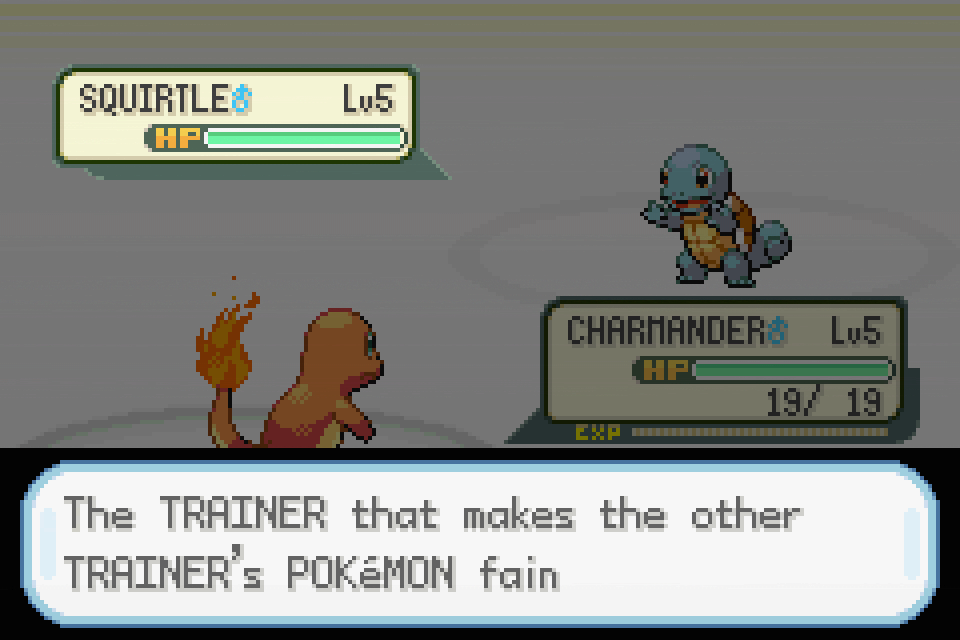 SQUIRTLE♂ Lv5
HP
CHARMANDER♂ Lv5
HP
19/ 19
EXP
The TRAINER that makes the other
TRAINER's POKéMON fain